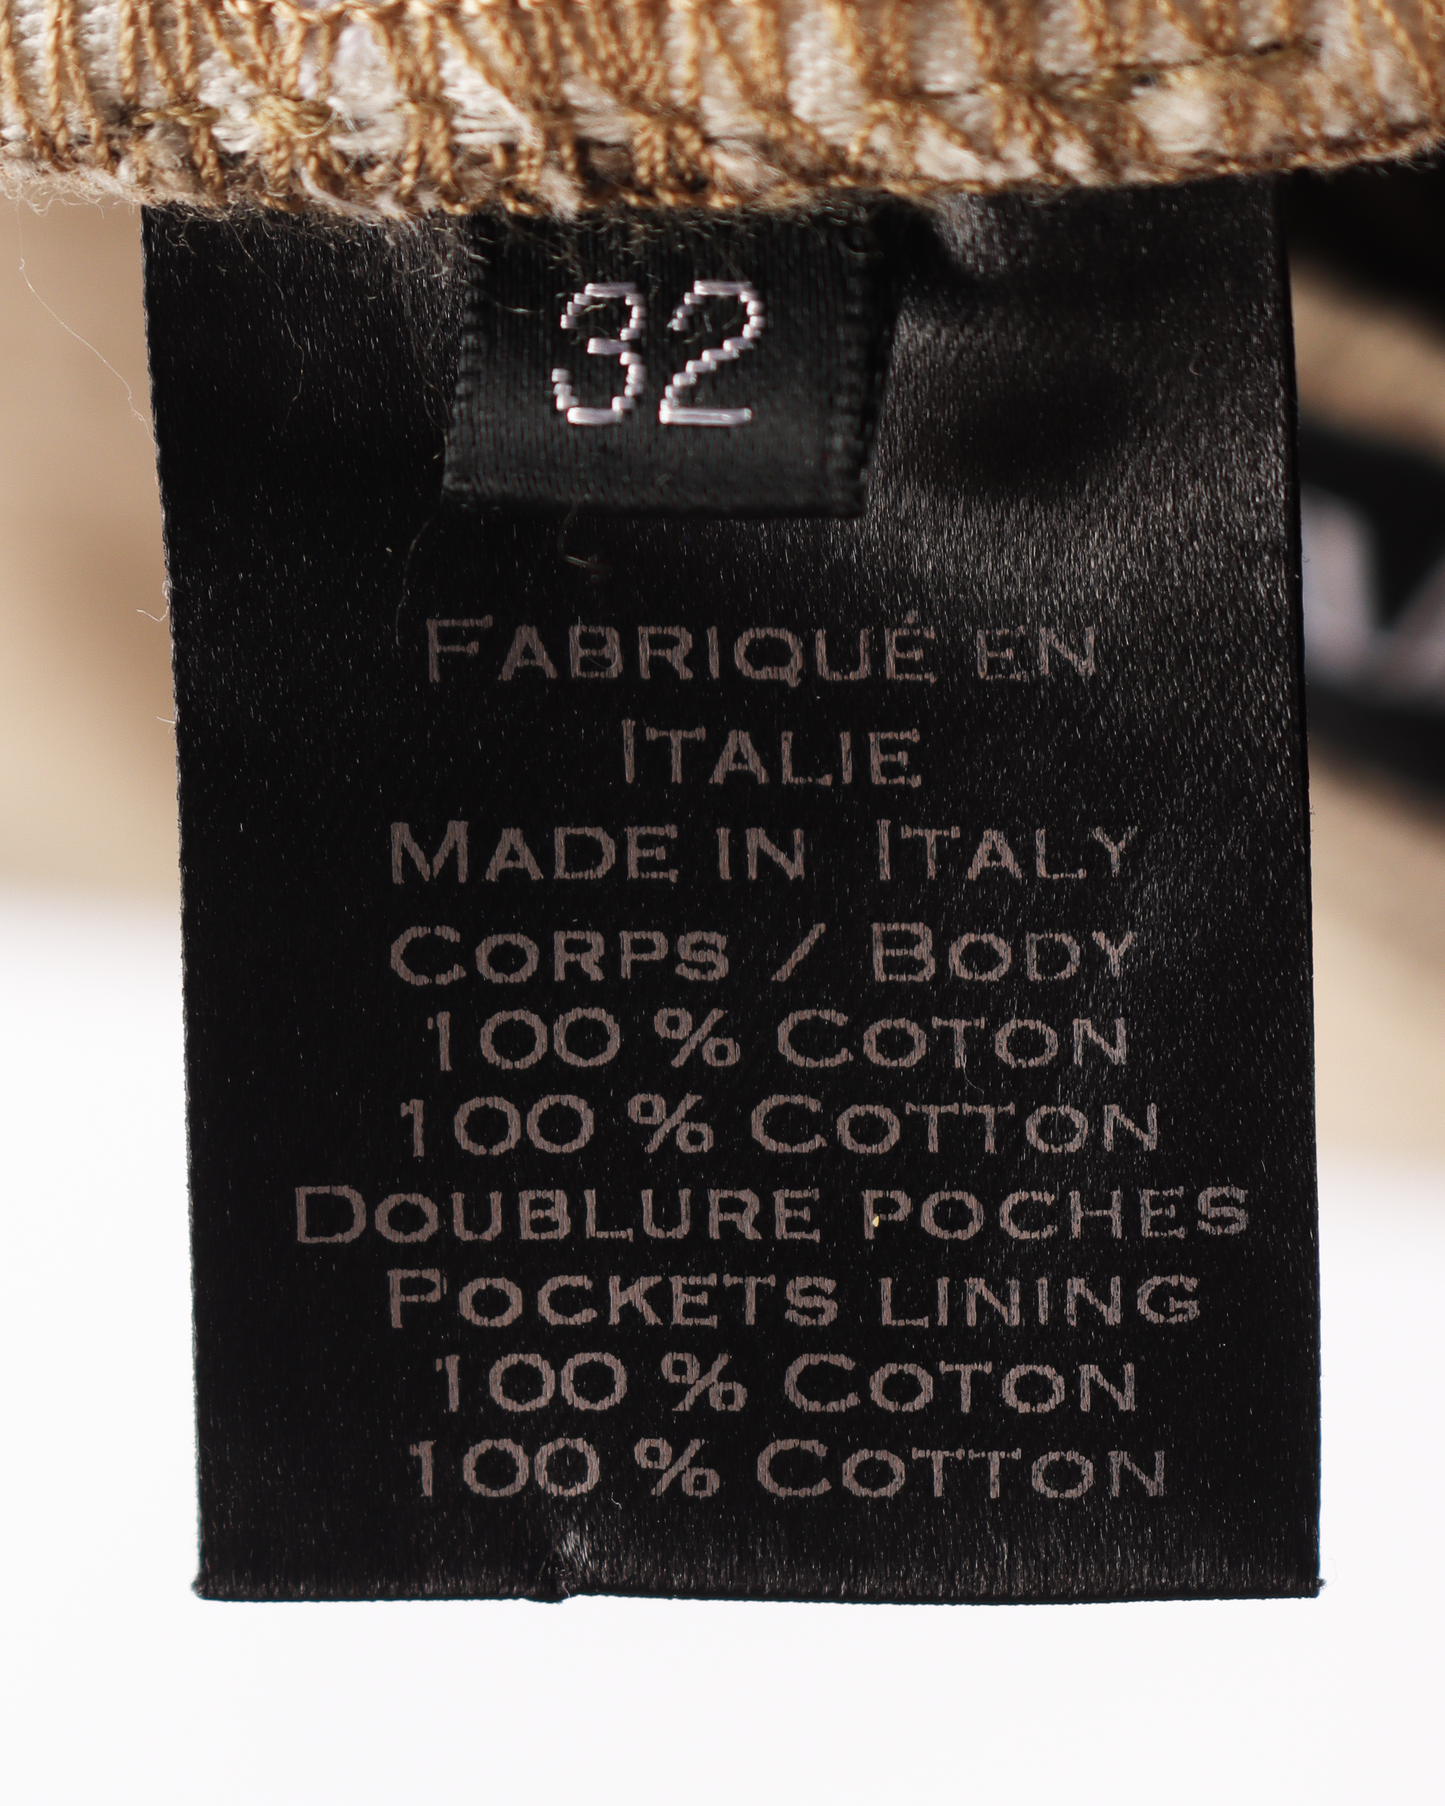 32
FABRIQUÉ EN
ITALIE
MADE IN ITALY
CORPS / BODY
100 % COTON
100 % COTTON
DOUBLURE POCHES
POCKETS LINING
100 % COTON
100 % COTTON